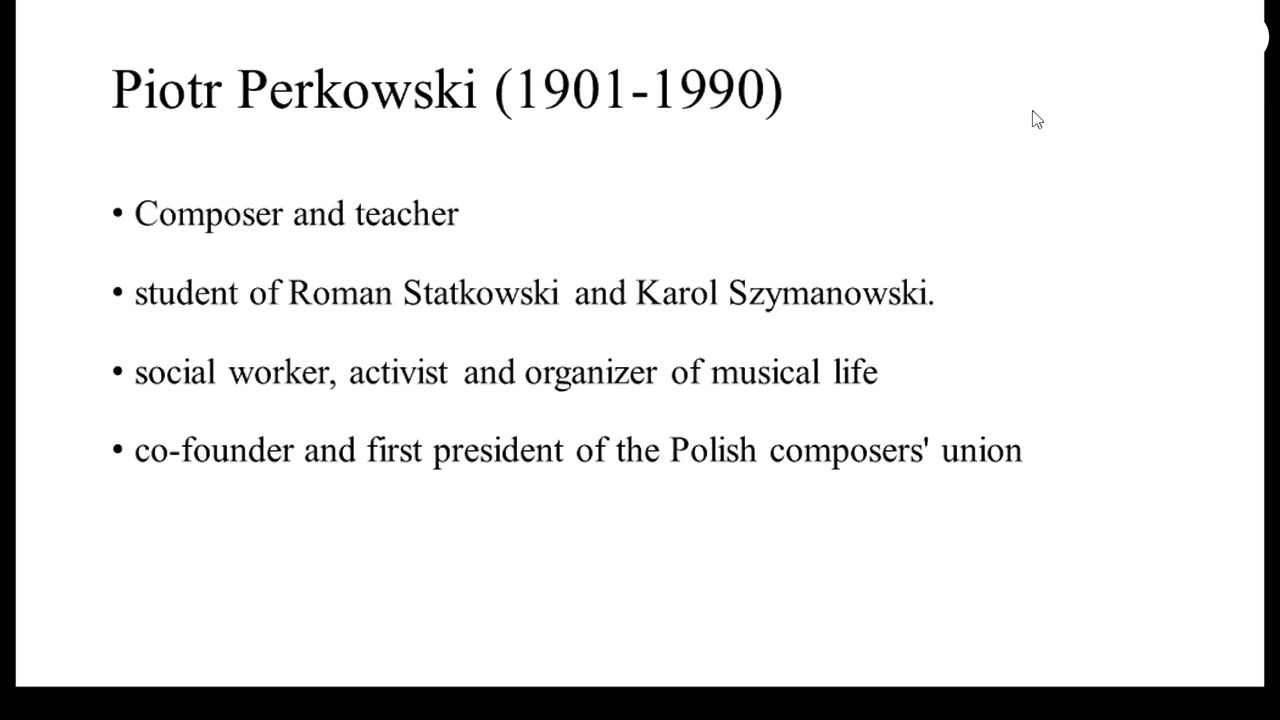 Piotr Perkowski (1901-1990)
• Composer and teacher
• student of Roman Statkowski and Karol Szymanowski.
• social worker, activist and organizer of musical life
• co-founder and first president of the Polish composers' union